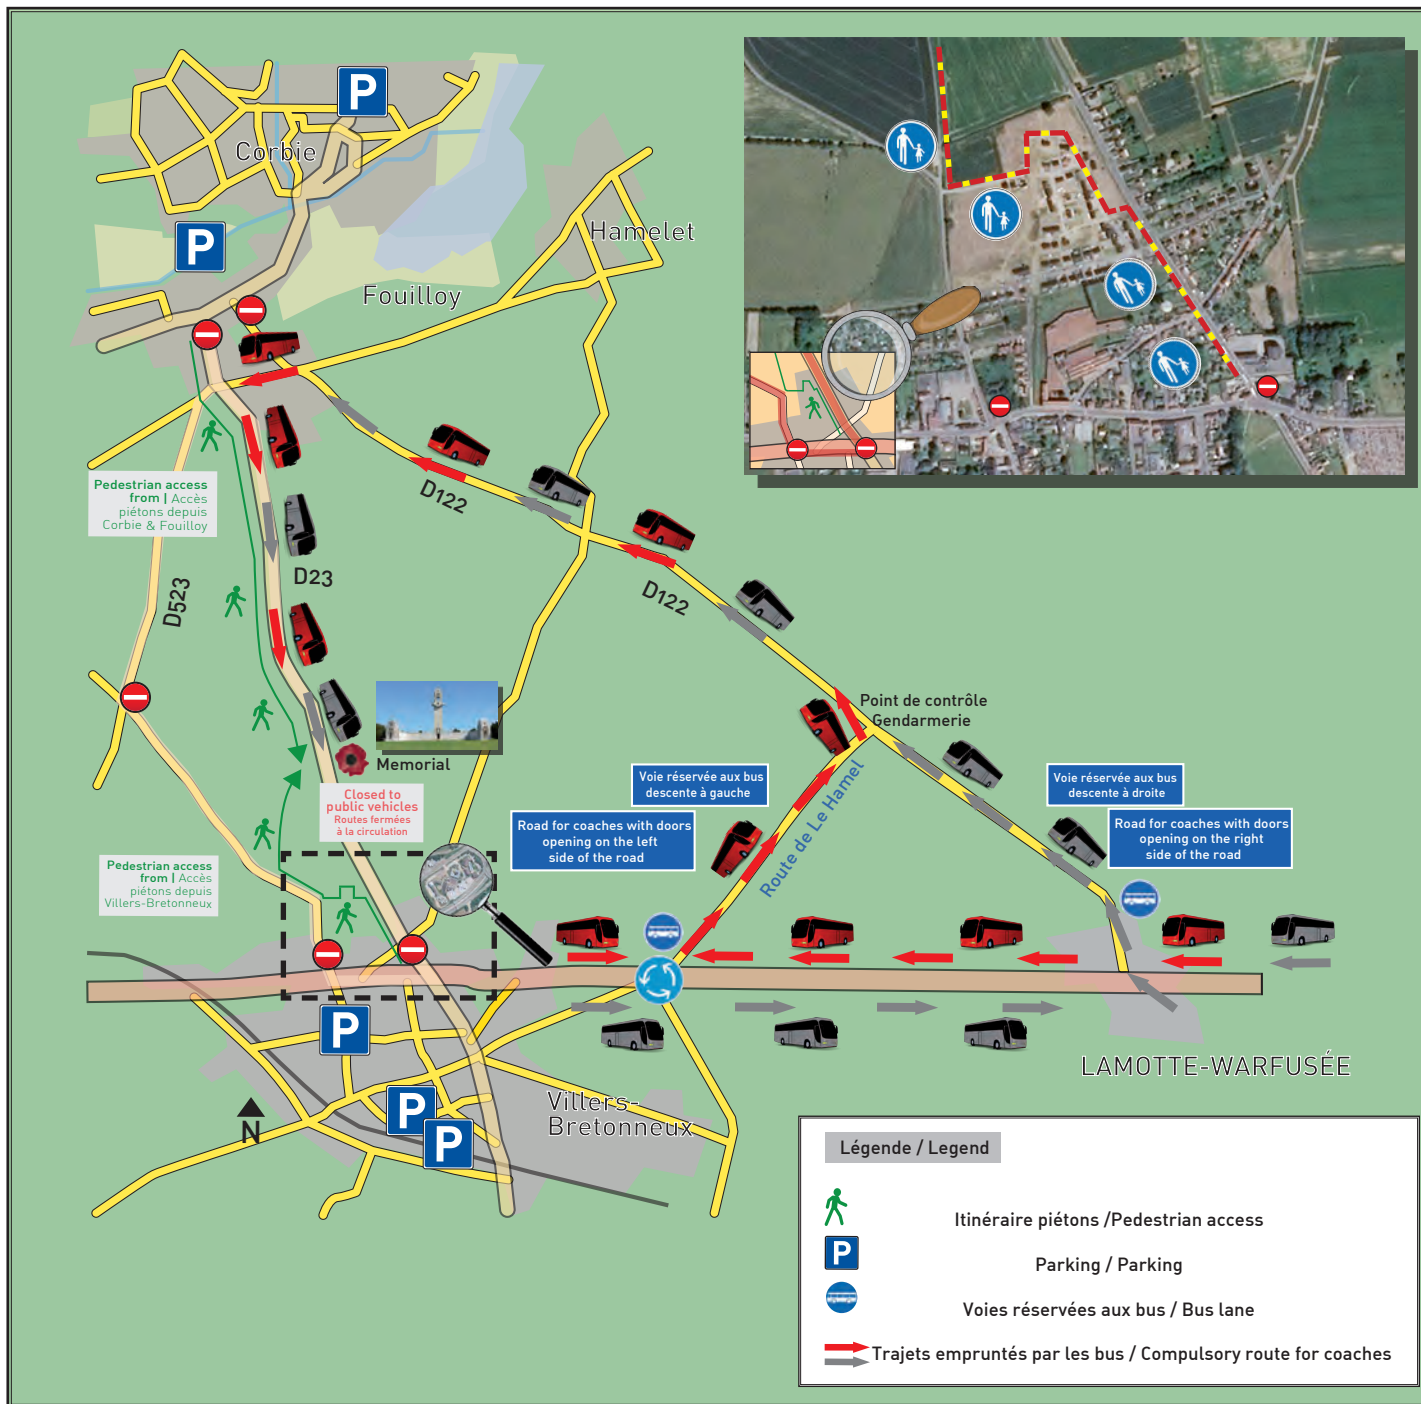 P
Corbie
P
Hamelet
Fouilloy
D122
Pedestrian access
from | Accès
piétons depuis
Corbie & Fouilloy
D23
D122
D523
Point de contrôle
Gendarmerie
Memorial
Voie réservée aux bus
descente à gauche
Voie réservée aux bus
descente à droite
Closed to
public vehicles
Routes fermées
à la circulation
Road for coaches with doors
opening on the left
side of the road
Route de Le Hamel
Road for coaches with doors
opening on the right
side of the road
Pedestrian access
from | Accès
piétons depuis
Villers-Bretonneux
P
LAMOTTE-WARFUSÉE
P
P
Villers-
Bretonneux
N
Légende / Legend
Itinéraire piétons /Pedestrian access
P
Parking / Parking
Voies réservées aux bus / Bus lane
Trajets empruntés par les bus / Compulsory route for coaches